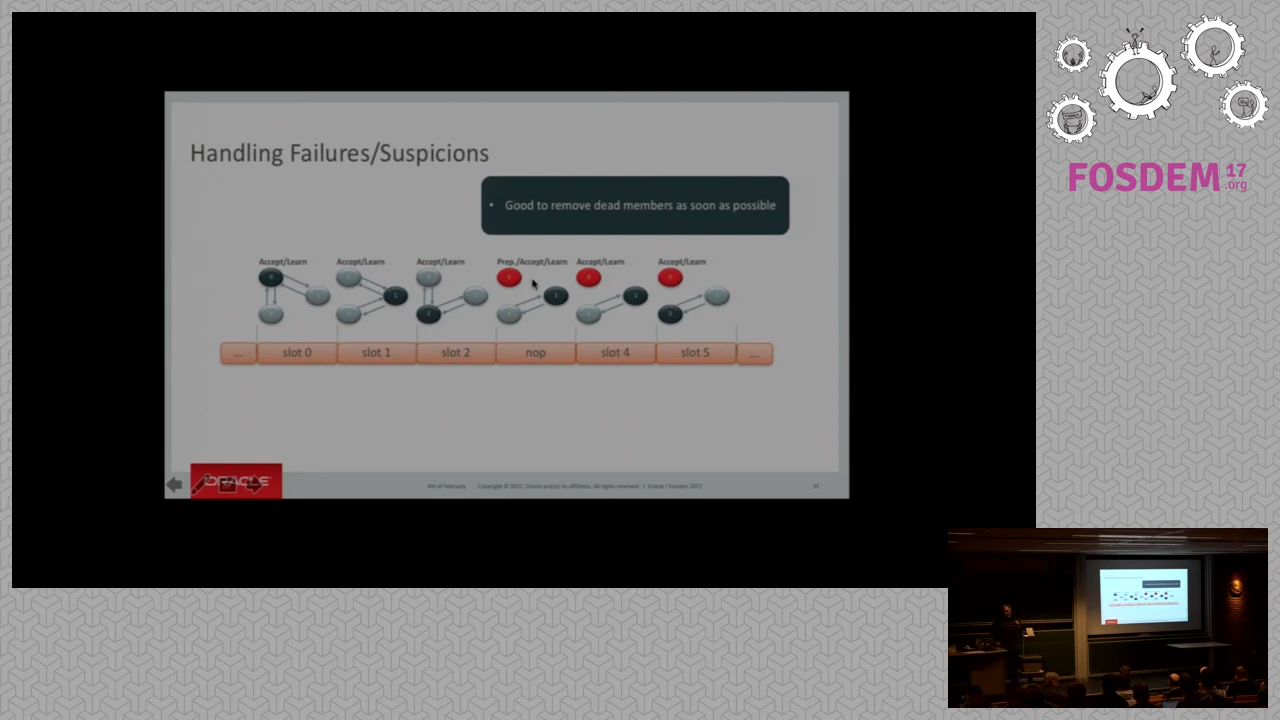 Handling Failures/Suspicions
• Good to remove dead members as soon as possible
Accept/Learn Accept/Learn Accept/Learn Prep./Accept/Learn Accept/Learn Accept/Learn
... slot 0 slot 1 slot 2 nop slot 4 slot 5 ...
ORACLE
4th of February Copyright © 2017, Oracle and/or its affiliates. All rights reserved. | Oracle / Fosdem 2017
FOSDEM 17
.org